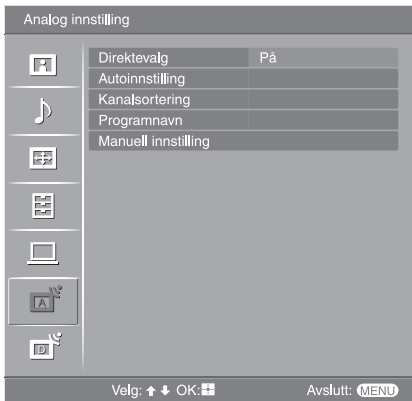 Analog innstilling
Direktevalg På
Autoinnstilling
Kanalsortering
Programnavn
Manuell innstilling
A
D
Velg: OK: Avslutt: MENU